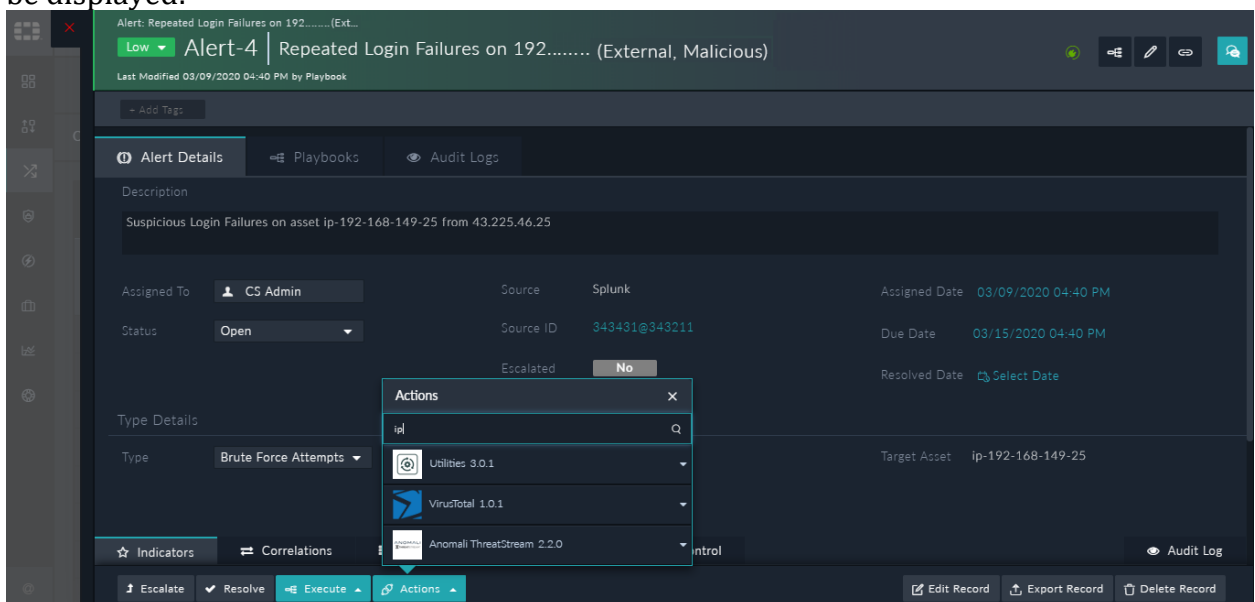 be displayed.
Alert: Repeated Login Failures on 192........(Ext...
Low Alert-4 | Repeated Login Failures on 192........ (External, Malicious)
Last Modified 03/09/2020 04:40 PM by Playbook
+ Add Tags
Alert Details Playbooks Audit Logs
Description
Suspicious Login Failures on asset ip-192-168-149-25 from 43.225.46.25
Assigned To CS Admin Source Splunk Assigned Date 03/09/2020 04:40 PM
Status Open Source ID 343431@343211 Due Date 03/15/2020 04:40 PM
Escalated No Resolved Date Select Date
Actions
ip
Type Details
Type Brute Force Attempts Target Asset ip-192-168-149-25
Utilities 3.0.1
VirusTotal 1.0.1
Anomali ThreatStream 2.2.0
Indicators Correlations ntrol Audit Log
Escalate Resolve Execute Actions Edit Record Export Record Delete Record